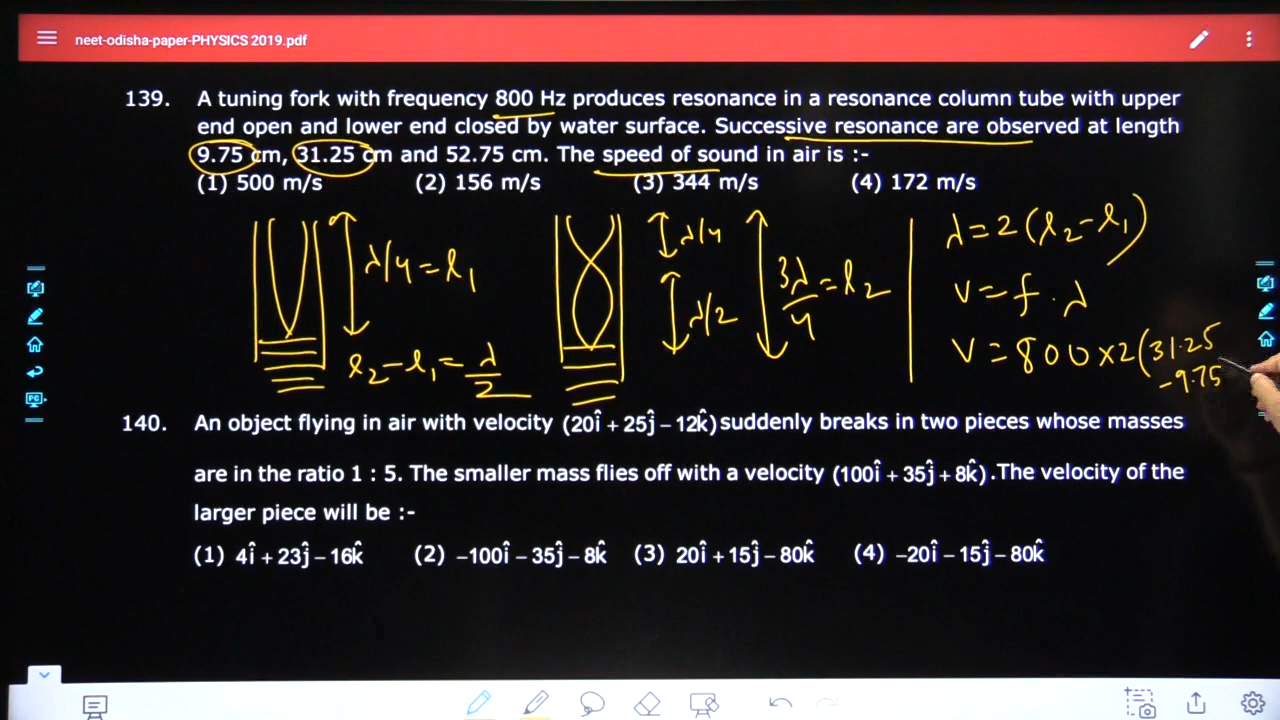 neet-odisha-paper-PHYSICS 2019.pdf
139. A tuning fork with frequency 800 Hz produces resonance in a resonance column tube with upper
end open and lower end closed by water surface. Successive resonance are observed at length
9.75 cm, 31.25 cm and 52.75 cm. The speed of sound in air is :-
(1) 500 m/s (2) 156 m/s (3) 344 m/s (4) 172 m/s
λ/4 = l₁
l₂-l₁ = λ/2
λ/4
λ/2
3λ/4 = l₂
λ = 2(l₂-l₁)
v = f · λ
v = 800×2(31.25
-9.75
140. An object flying in air with velocity (20î + 25ĵ – 12k̂) suddenly breaks in two pieces whose masses
are in the ratio 1 : 5. The smaller mass flies off with a velocity (100î + 35ĵ + 8k̂).The velocity of the
larger piece will be :-
(1) 4î + 23ĵ – 16k̂ (2) –100î – 35ĵ – 8k̂ (3) 20î + 15ĵ – 80k̂ (4) –20î – 15ĵ – 80k̂
PC
PC